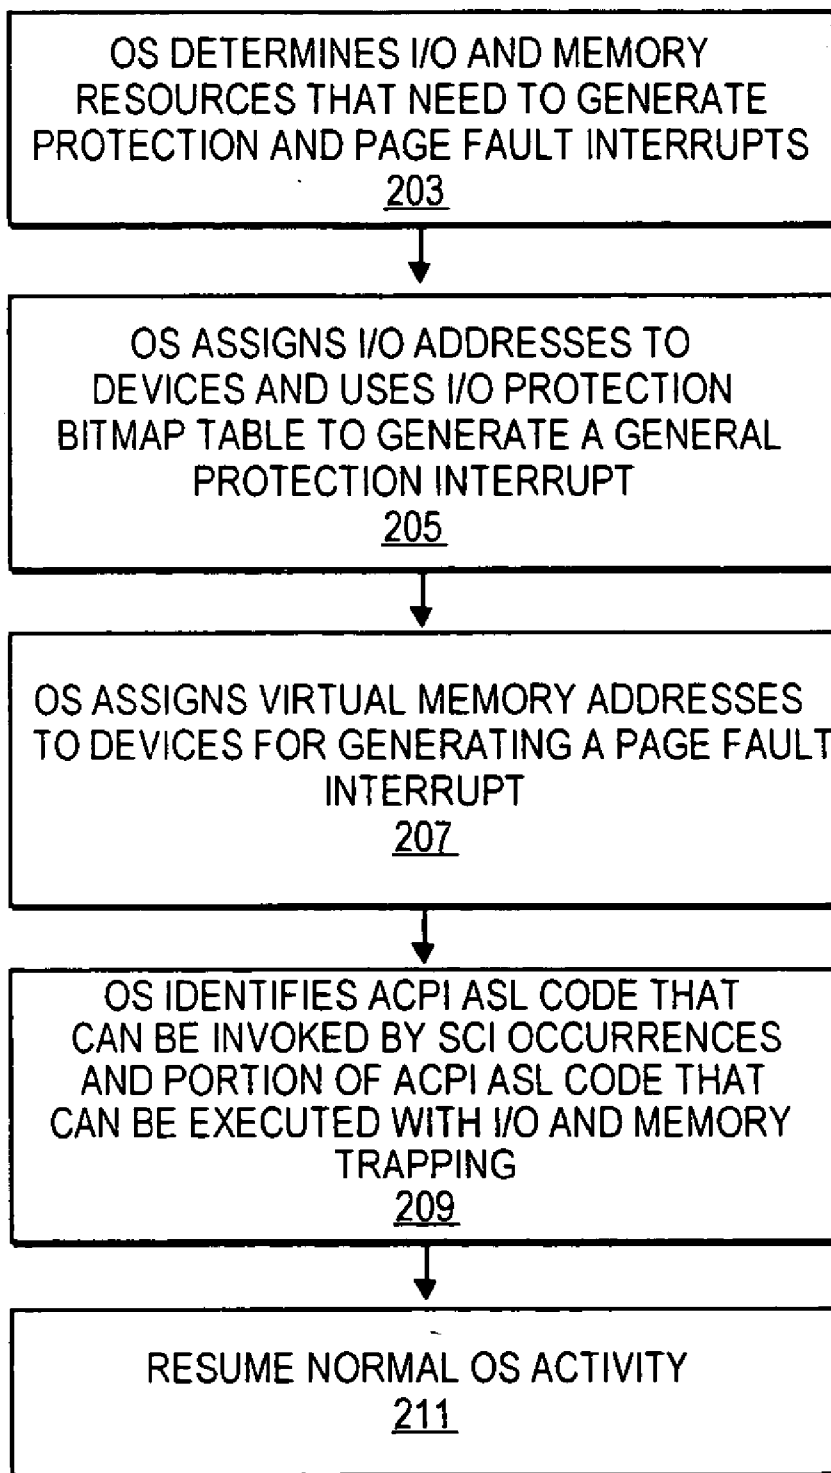 OS DETERMINES I/O AND MEMORY
RESOURCES THAT NEED TO GENERATE
PROTECTION AND PAGE FAULT INTERRUPTS
203
OS ASSIGNS I/O ADDRESSES TO
DEVICES AND USES I/O PROTECTION
BITMAP TABLE TO GENERATE A GENERAL
PROTECTION INTERRUPT
205
OS ASSIGNS VIRTUAL MEMORY ADDRESSES
TO DEVICES FOR GENERATING A PAGE FAULT
INTERRUPT
207
OS IDENTIFIES ACPI ASL CODE THAT
CAN BE INVOKED BY SCI OCCURRENCES
AND PORTION OF ACPI ASL CODE THAT
CAN BE EXECUTED WITH I/O AND MEMORY
TRAPPING
209
RESUME NORMAL OS ACTIVITY
211